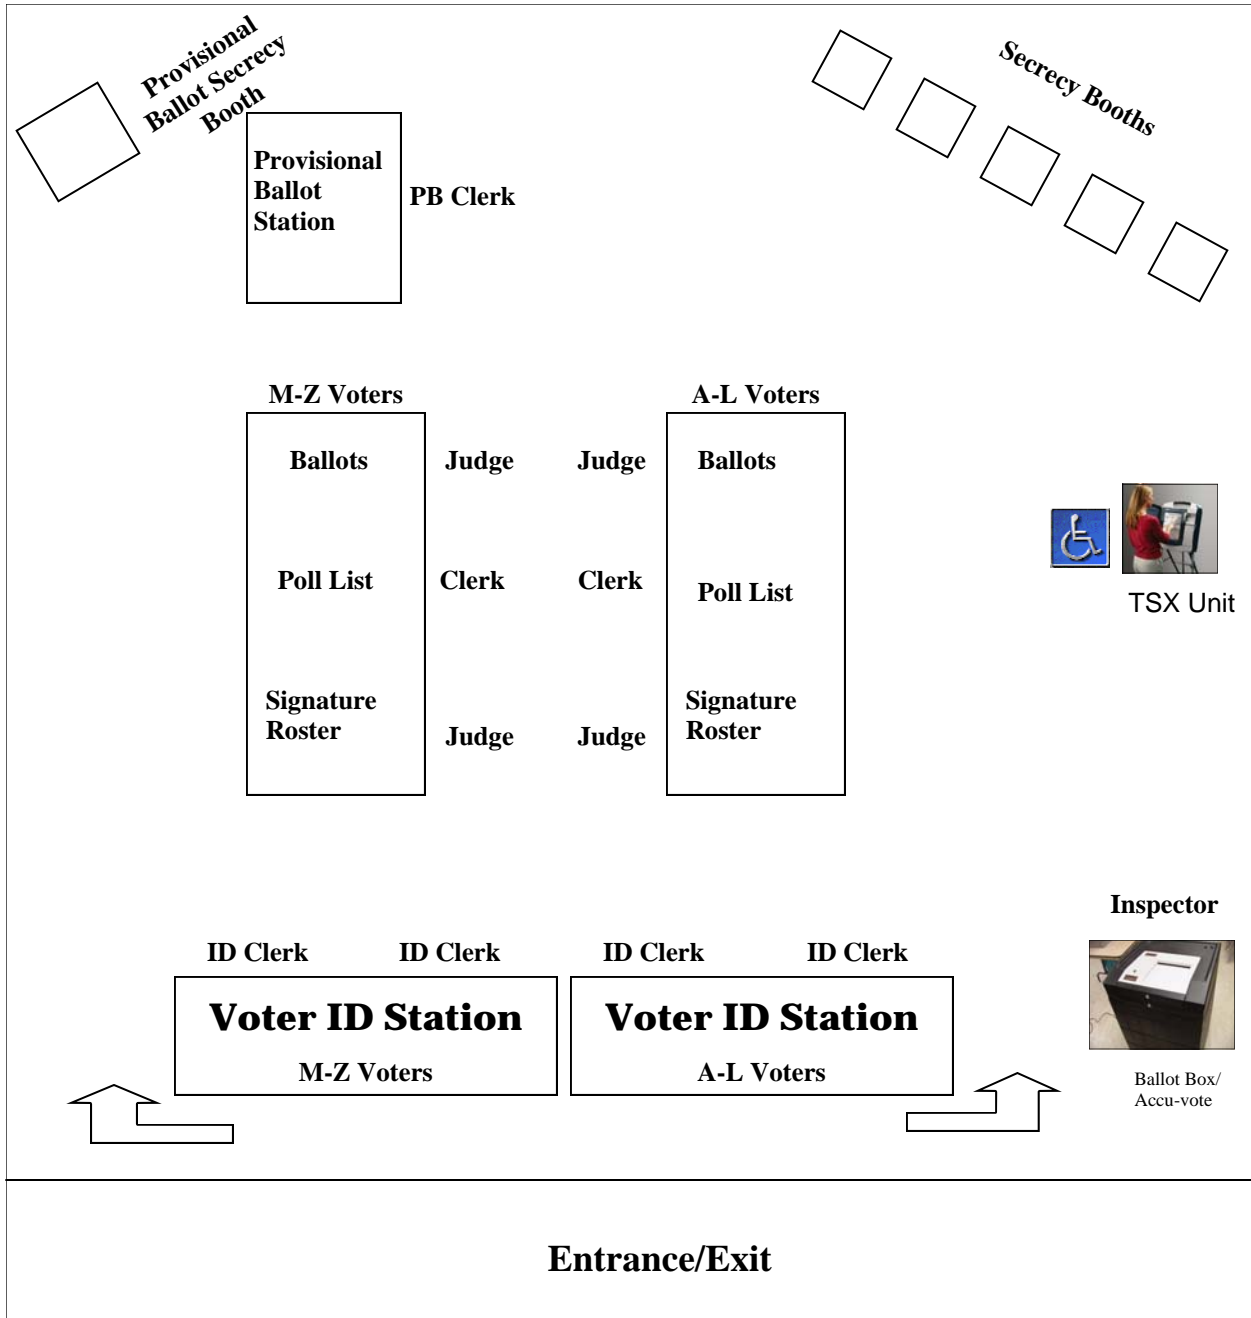 Provisional
Ballot Secrecy
Booth
Secrecy Booths
Provisional
Ballot
Station
PB Clerk
M-Z Voters
A-L Voters
Ballots
Judge
Judge
Ballots
Poll List
Clerk
Clerk
Poll List
TSX Unit
Signature
Roster
Judge
Judge
Signature
Roster
Inspector
ID Clerk
ID Clerk
ID Clerk
ID Clerk
Voter ID Station
M-Z Voters
Voter ID Station
A-L Voters
Ballot Box/
Accu-vote
Entrance/Exit